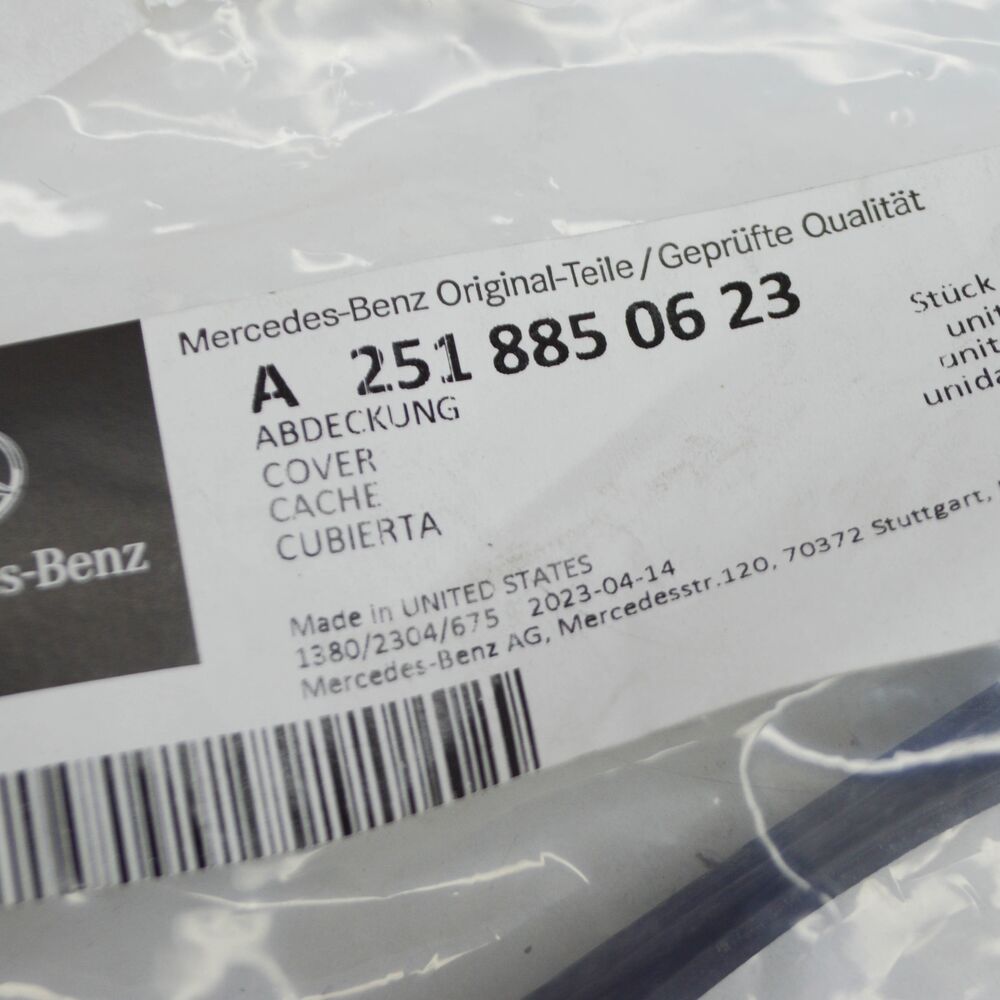 Mercedes-Benz Original-Teile/Geprüfte Qualität
A 251 885 06 23
ABDECKUNG
COVER
CACHE
CUBIERTA
Stück
Made in UNITED STATES
1380/2304/675 2023-04-14
Mercedes-Benz AG, Mercedesstr.120, 70372 Stuttgart,
s-Benz